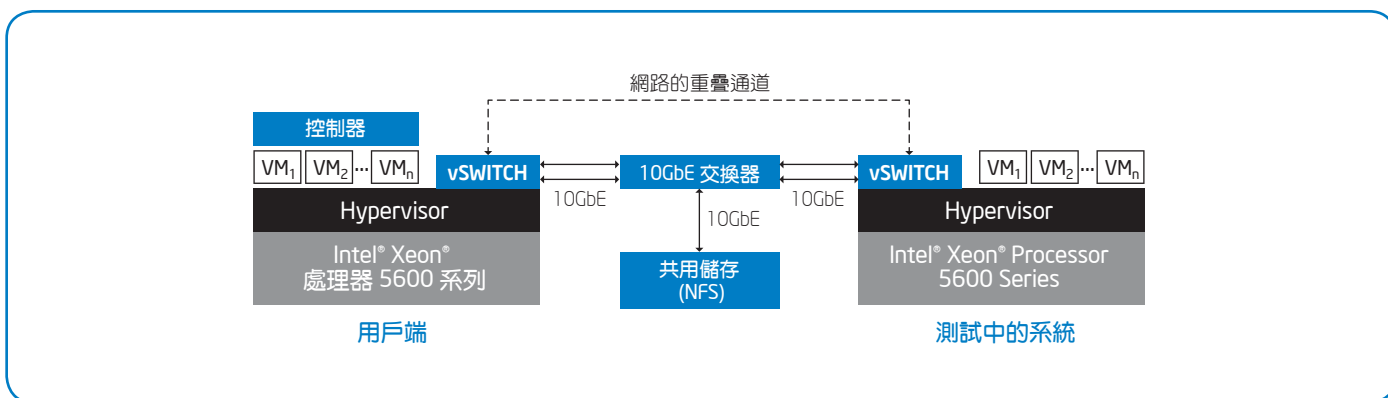 網路的重疊通道
控制器
VM1 VM2 ... VMn
vSWITCH
10GbE
10GbE 交換器
10GbE
10GbE
vSWITCH
VM1 VM2 ... VMn
Hypervisor
Hypervisor
Intel® Xeon®
處理器 5600 系列
共用儲存
(NFS)
Intel® Xeon® Processor
5600 Series
用戶端
測試中的系統